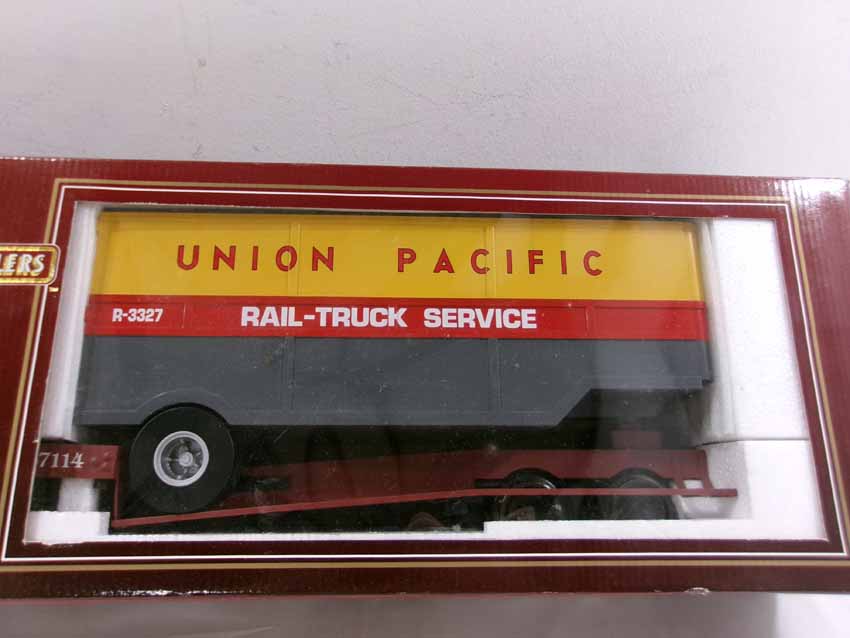 LERS
UNION PACIFIC
R-3327 RAIL-TRUCK SERVICE
7114